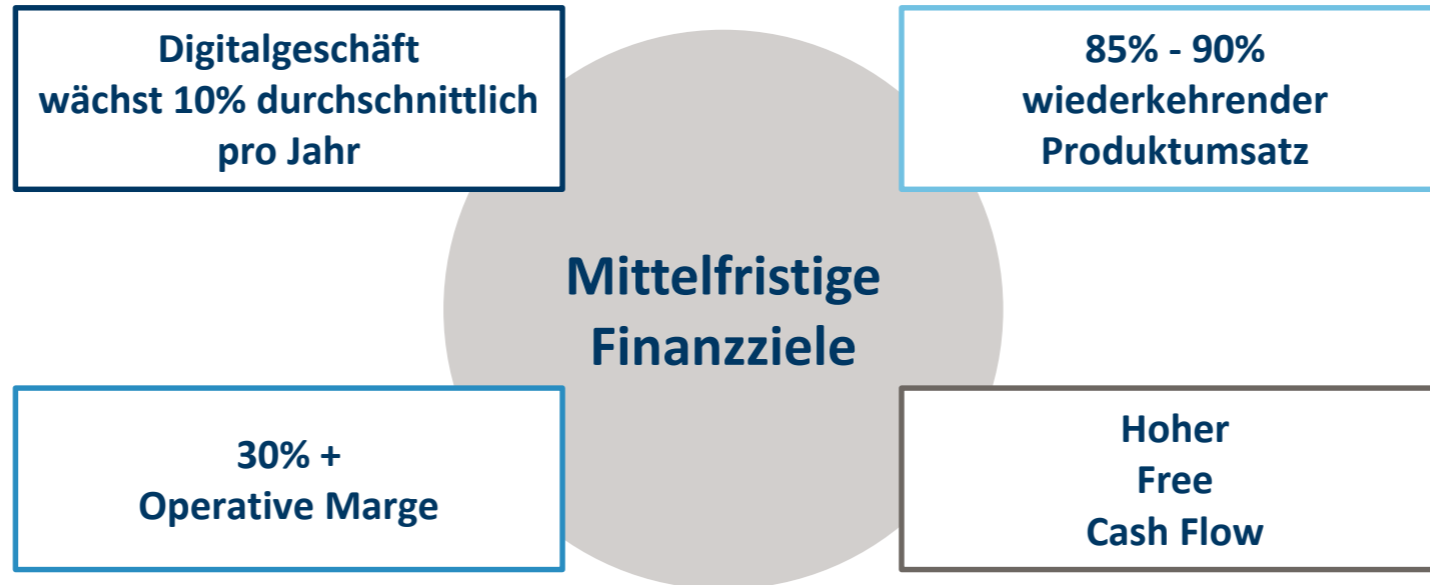 Digitalgeschäft
wächst 10% durchschnittlich
pro Jahr
85% - 90%
wiederkehrender
Produktumsatz
Mittelfristige
Finanzziele
30% +
Operative Marge
Hoher
Free
Cash Flow